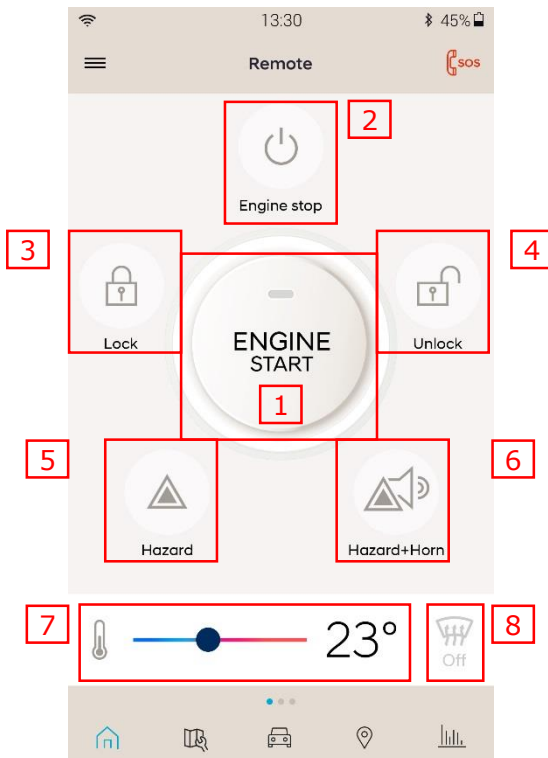 13:30
45%
Remote
SOS
2
Engine stop
3
4
Lock
Unlock
ENGINE
START
1
5
6
Hazard
Hazard+Horn
7
23°
8
Off